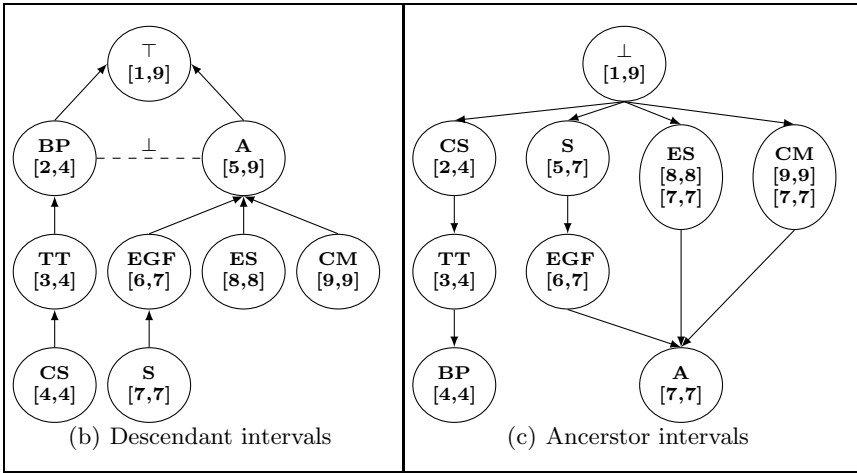 ⊤
[1,9]
BP
[2,4]
⊥
A
[5,9]
TT
[3,4]
EGF
[6,7]
ES
[8,8]
CM
[9,9]
CS
[4,4]
S
[7,7]
(b) Descendant intervals
⊥
[1,9]
CS
[2,4]
S
[5,7]
ES
[8,8]
[7,7]
CM
[9,9]
[7,7]
TT
[3,4]
EGF
[6,7]
BP
[4,4]
A
[7,7]
(c) Ancerstor intervals